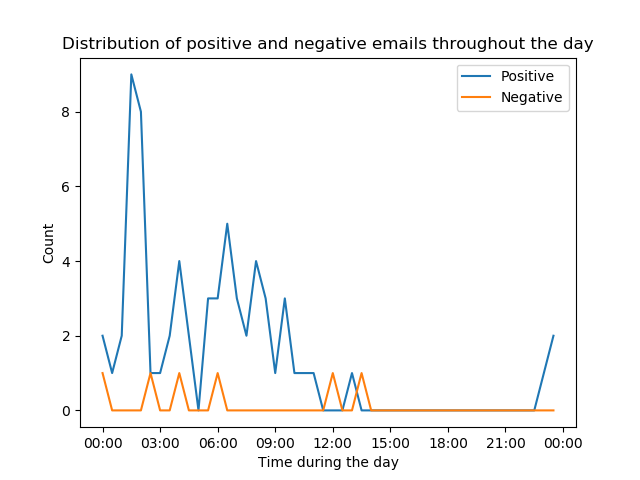 Distribution of positive and negative emails throughout the day
Positive
Negative
Count
8
6
4
2
0
00:00 03:00 06:00 09:00 12:00 15:00 18:00 21:00 00:00
Time during the day